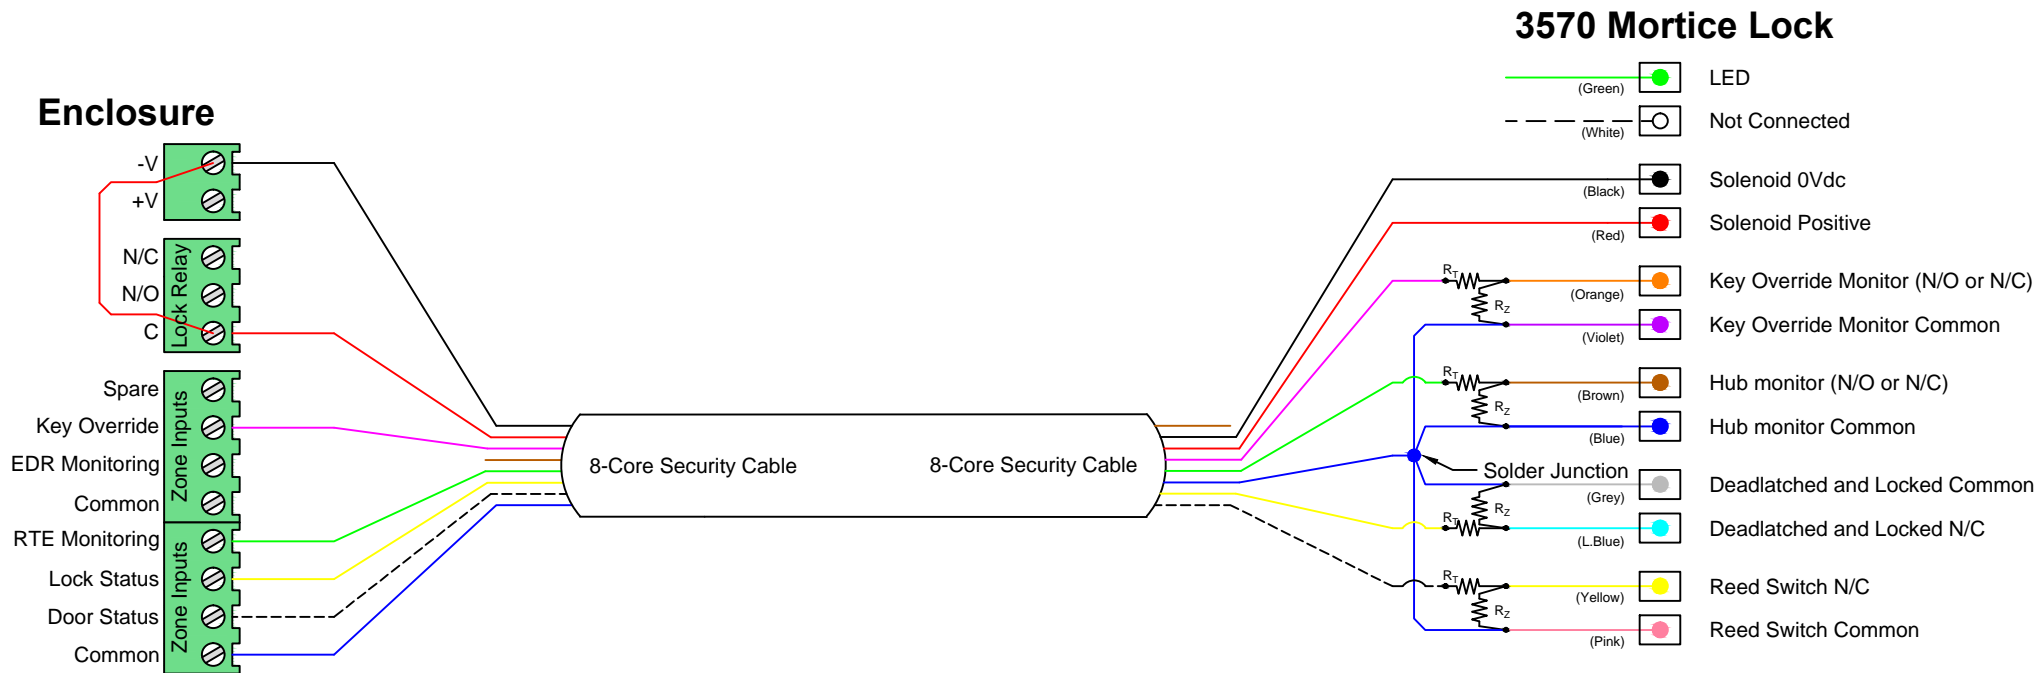 3570 Mortice Lock
Enclosure
-V
+V
N/C
N/O
C
Lock Relay
Spare
Key Override
EDR Monitoring
Common
Zone Inputs
RTE Monitoring
Lock Status
Door Status
Common
Zone Inputs
8-Core Security Cable
8-Core Security Cable
(Green)
LED
(White)
Not Connected
(Black)
Solenoid 0Vdc
(Red)
Solenoid Positive
RT
(Orange)
Key Override Monitor (N/O or N/C)
RZ
(Violet)
Key Override Monitor Common
RT
(Brown)
Hub monitor (N/O or N/C)
RZ
(Blue)
Hub monitor Common
Solder Junction
(Grey)
Deadlatched and Locked Common
RZ
RT
(L.Blue)
Deadlatched and Locked N/C
RT
(Yellow)
Reed Switch N/C
RZ
(Pink)
Reed Switch Common